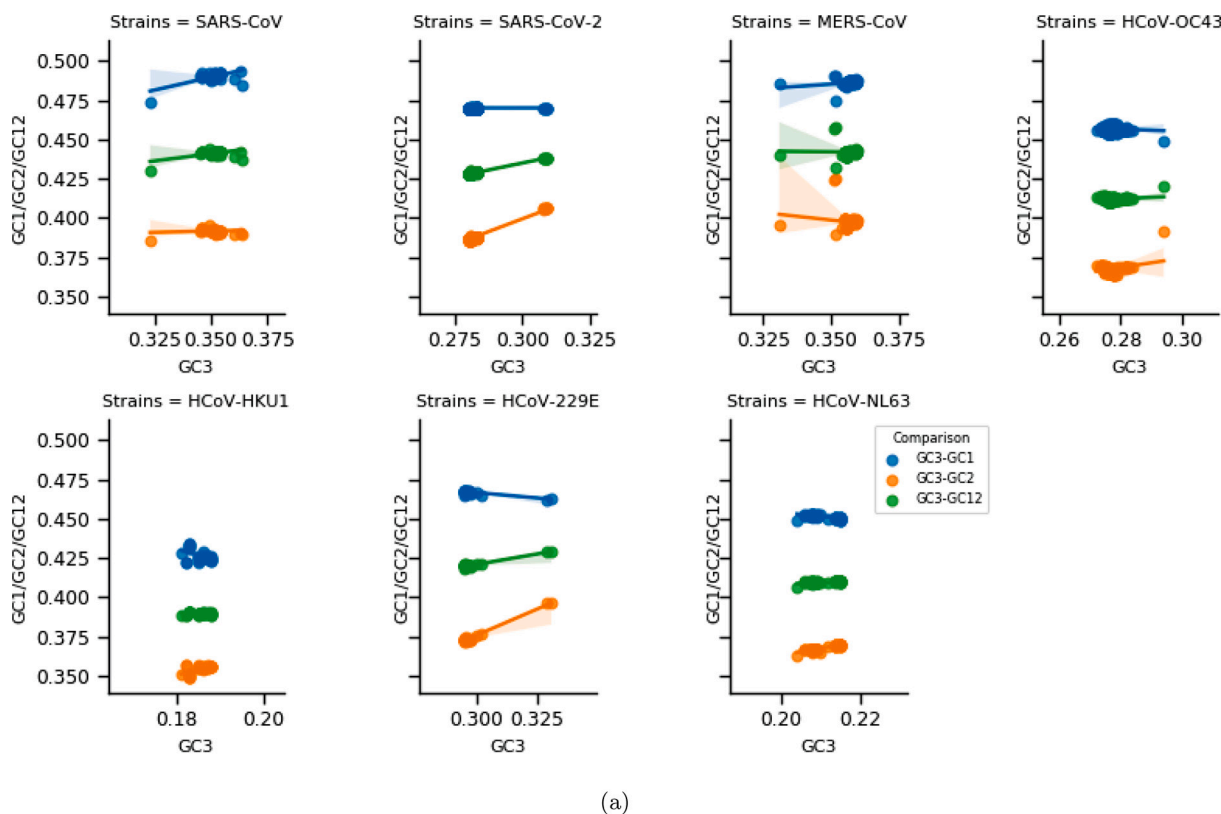 Strains = SARS-CoV
Strains = SARS-CoV-2
Strains = MERS-CoV
Strains = HCoV-OC43
GC1/GC2/GC12
0.500
0.475
0.450
0.425
0.400
0.375
0.350
GC1/GC2/GC12
GC1/GC2/GC12
GC1/GC2/GC12
0.325 0.350 0.375
0.275 0.300 0.325
0.325 0.350 0.375
0.26 0.28 0.30
GC3
GC3
GC3
GC3
Strains = HCoV-HKU1
Strains = HCoV-229E
Strains = HCoV-NL63
GC1/GC2/GC12
0.500
0.475
0.450
0.425
0.400
0.375
0.350
GC1/GC2/GC12
GC1/GC2/GC12
Comparison
GC3-GC1
GC3-GC2
GC3-GC12
0.18 0.20
0.300 0.325
0.20 0.22
GC3
GC3
GC3
(a)